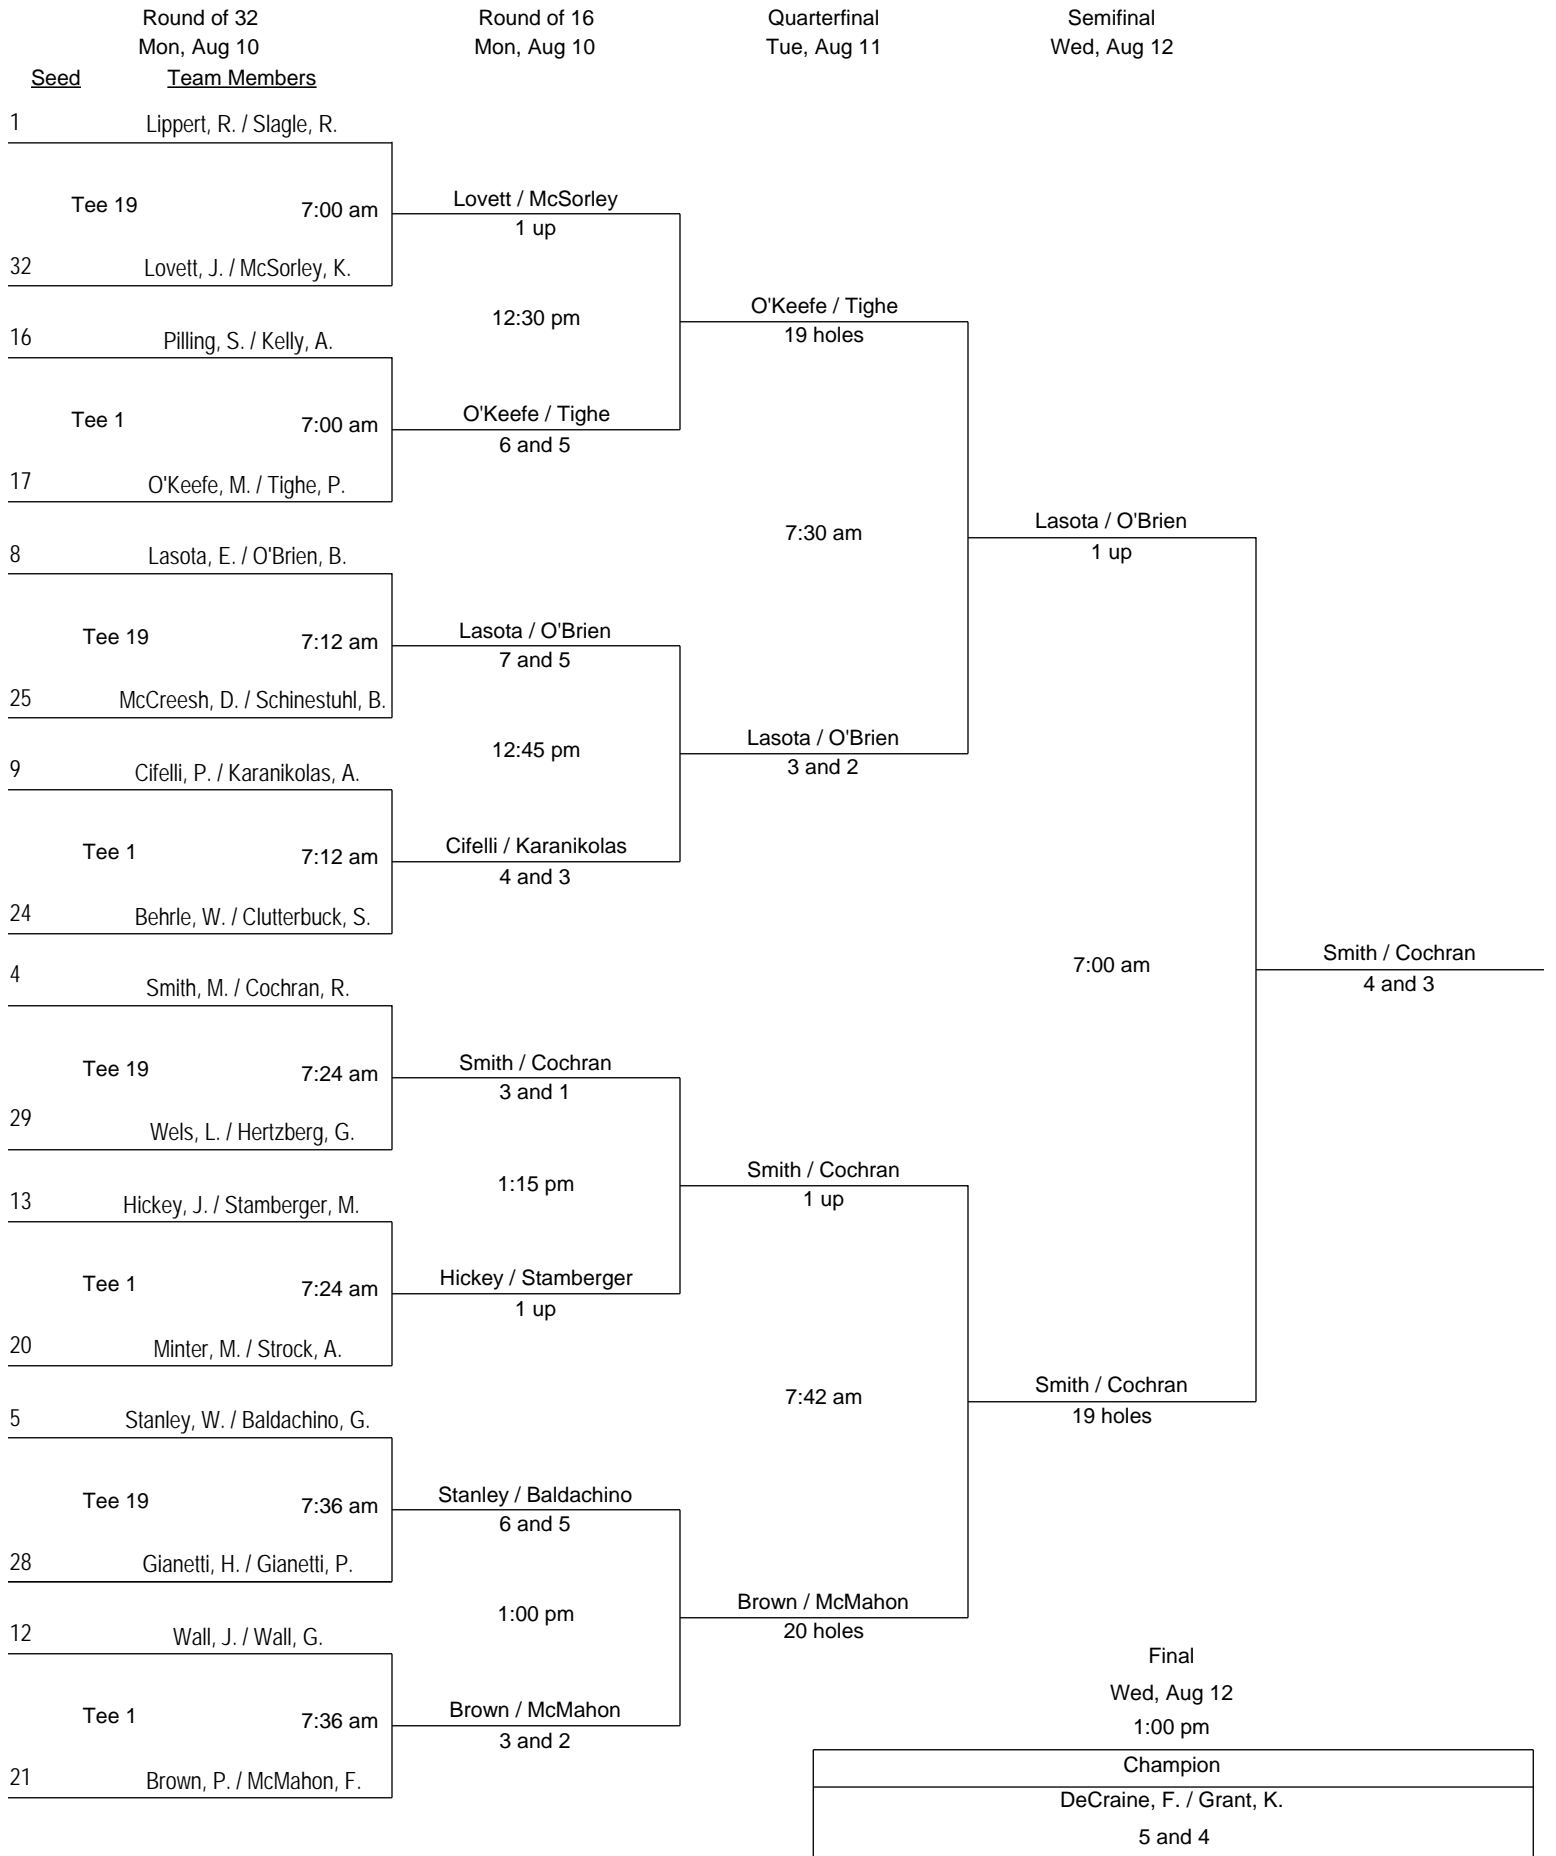 Round of 32 Round of 16 Quarterfinal Semifinal
Mon, Aug 10 Mon, Aug 10 Tue, Aug 11 Wed, Aug 12
Seed Team Members
1 Lippert, R. / Slagle, R.
Lovett / McSorley
Tee 19 7:00 am
1 up
32 Lovett, J. / McSorley, K.
O'Keefe / Tighe
12:30 pm
19 holes
16 Pilling, S. / Kelly, A.
O'Keefe / Tighe
Tee 1 7:00 am
6 and 5
17 O'Keefe, M. / Tighe, P.
Lasota / O'Brien
7:30 am
1 up
8 Lasota, E. / O'Brien, B.
Lasota / O'Brien
Tee 19 7:12 am
7 and 5
25 McCreesh, D. / Schinestuhl, B.
Lasota / O'Brien
12:45 pm
3 and 2
9 Cifelli, P. / Karanikolas, A.
Cifelli / Karanikolas
Tee 1 7:12 am
4 and 3
24 Behrle, W. / Clutterbuck, S.
Smith / Cochran
7:00 am
4 and 3
4 Smith, M. / Cochran, R.
Smith / Cochran
Tee 19 7:24 am
3 and 1
29 Wels, L. / Hertzberg, G.
Smith / Cochran
1:15 pm
1 up
13 Hickey, J. / Stamberger, M.
Hickey / Stamberger
Tee 1 7:24 am
1 up
20 Minter, M. / Strock, A.
Smith / Cochran
7:42 am
19 holes
5 Stanley, W. / Baldachino, G.
Stanley / Baldachino
Tee 19 7:36 am
6 and 5
28 Gianetti, H. / Gianetti, P.
Brown / McMahon
1:00 pm
20 holes
12 Wall, J. / Wall, G.
Final
Wed, Aug 12
Brown / McMahon
Tee 1 7:36 am
1:00 pm
3 and 2
Champion
21 Brown, P. / McMahon, F.
DeCraine, F. / Grant, K.
5 and 4